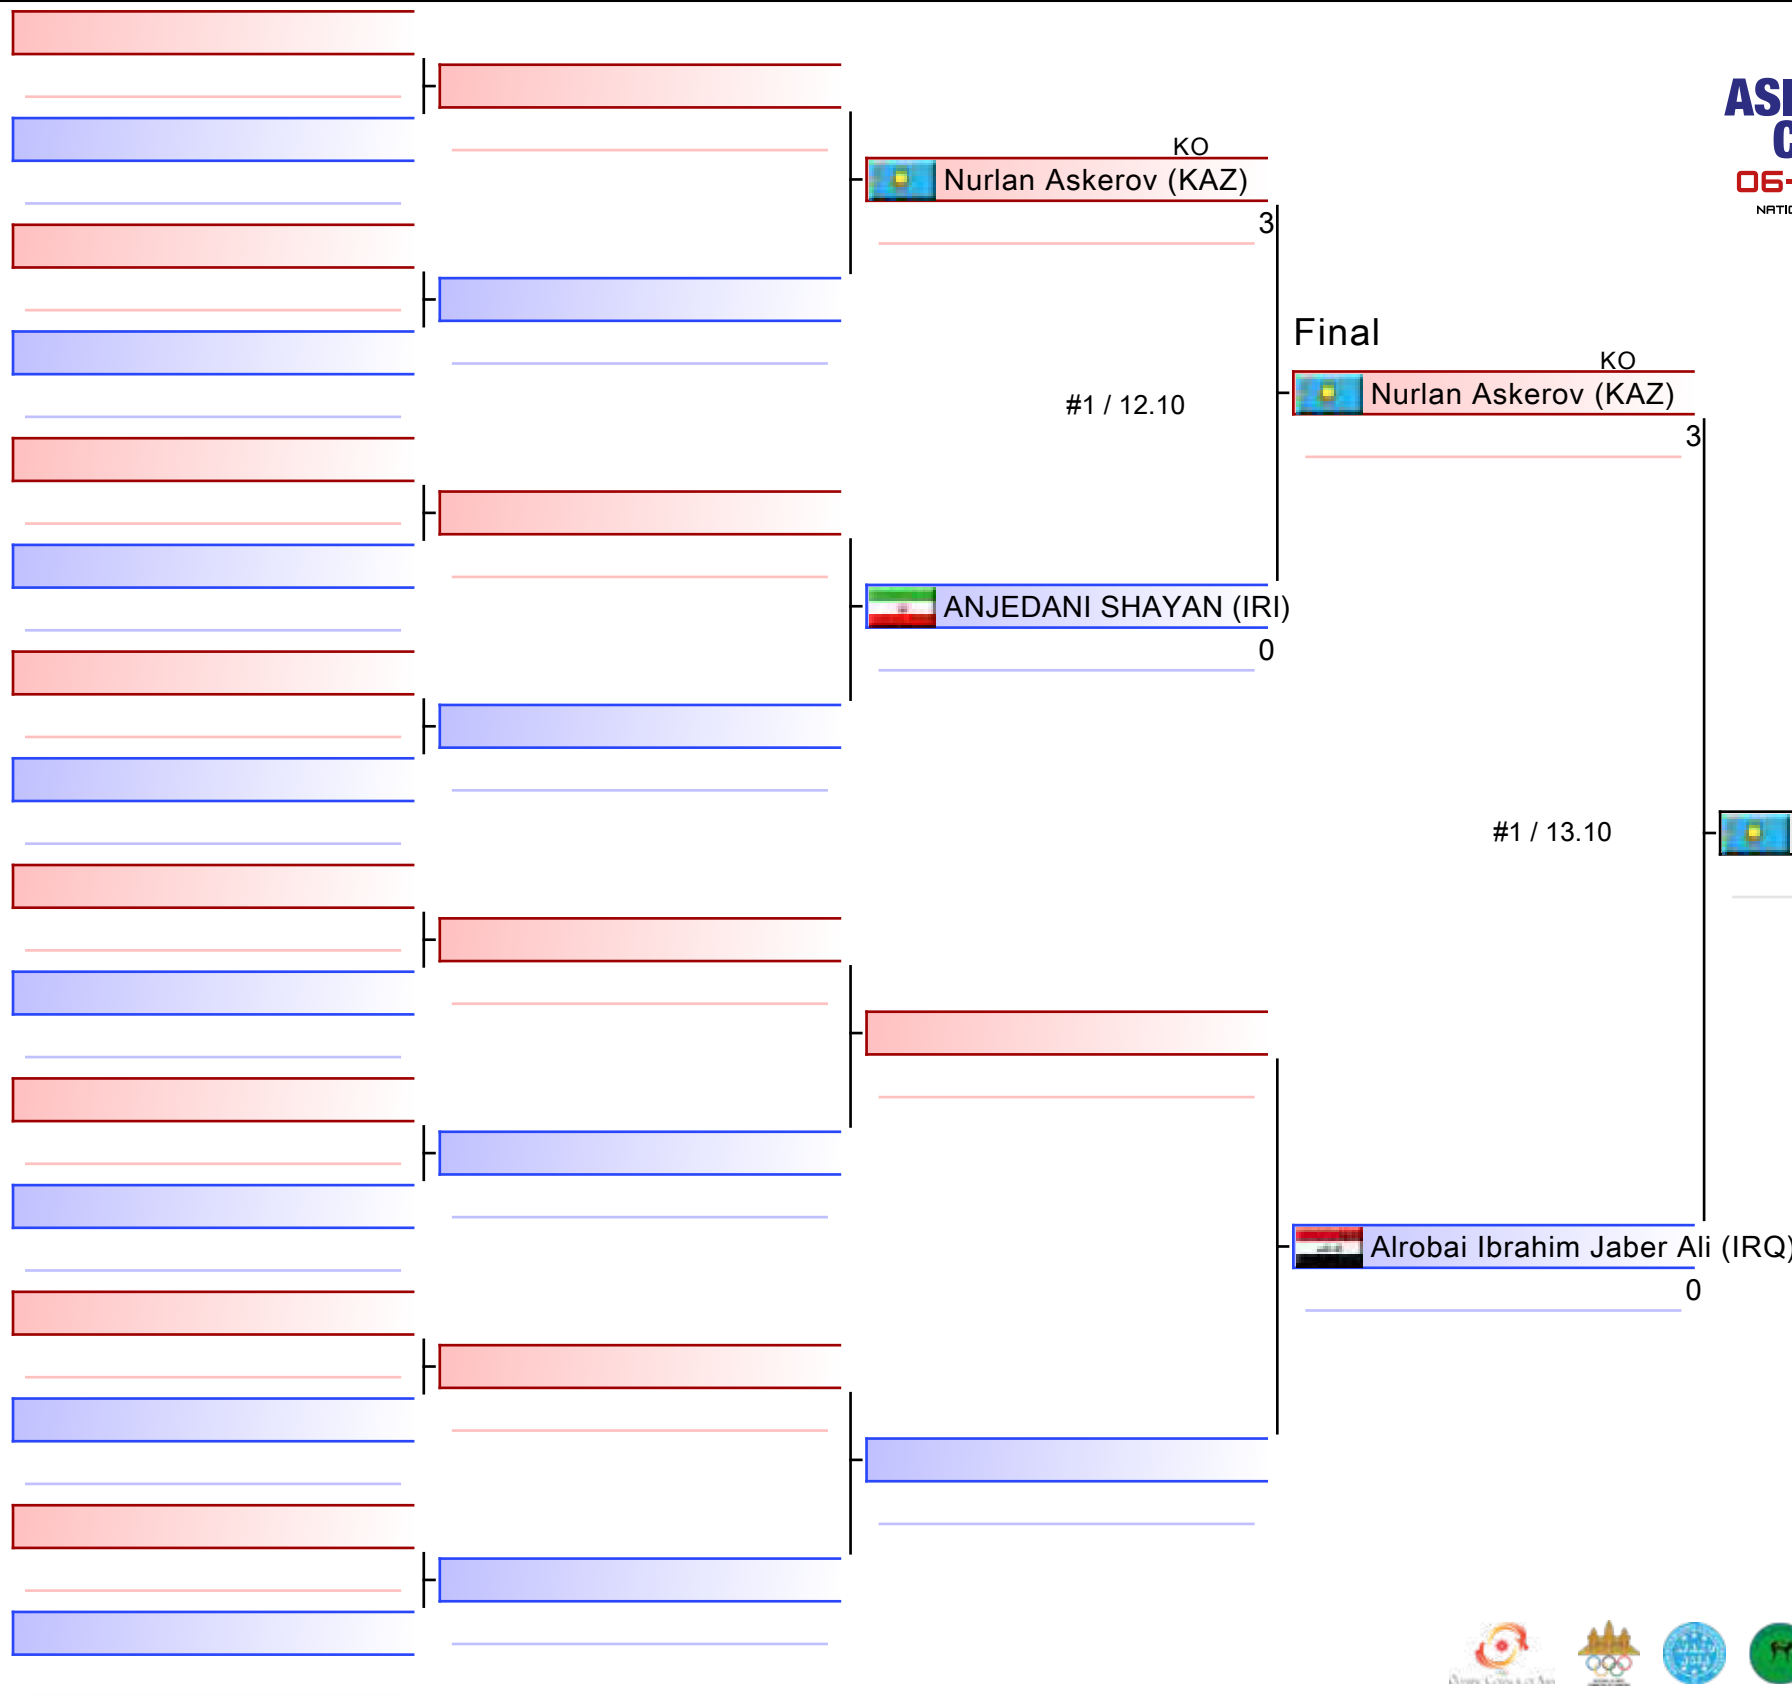 KO
Nurlan Askerov (KAZ)
3
Final
KO
Nurlan Askerov (KAZ)
3
#1 / 12.10
ANJEDANI SHAYAN (IRI)
0
#1 / 13.10
Alrobai Ibrahim Jaber Ali (IRQ)
0
06-